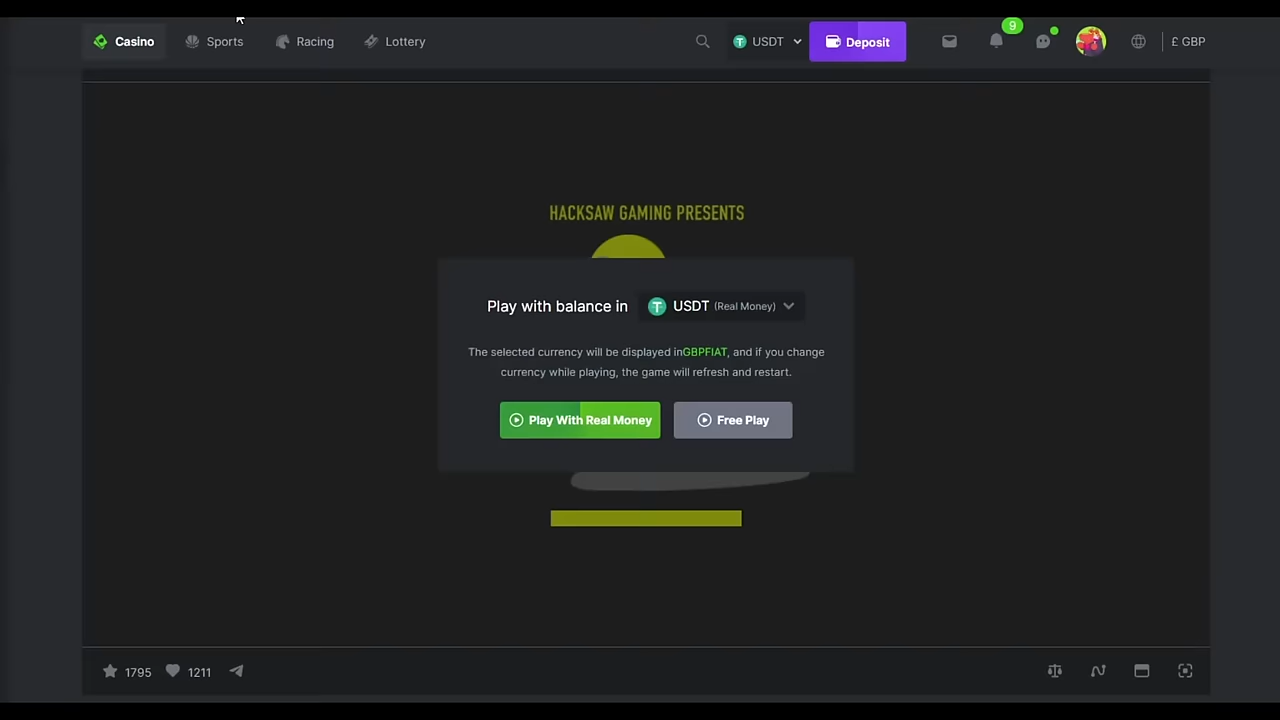 Casino
Sports
Racing
Lottery
USDT
Deposit
9
£ GBP
HACKSAW GAMING PRESENTS
Play with balance in
USDT (Real Money)
The selected currency will be displayed inGBPFIAT, and if you change
currency while playing, the game will refresh and restart.
Play With Real Money
Free Play
1795
1211